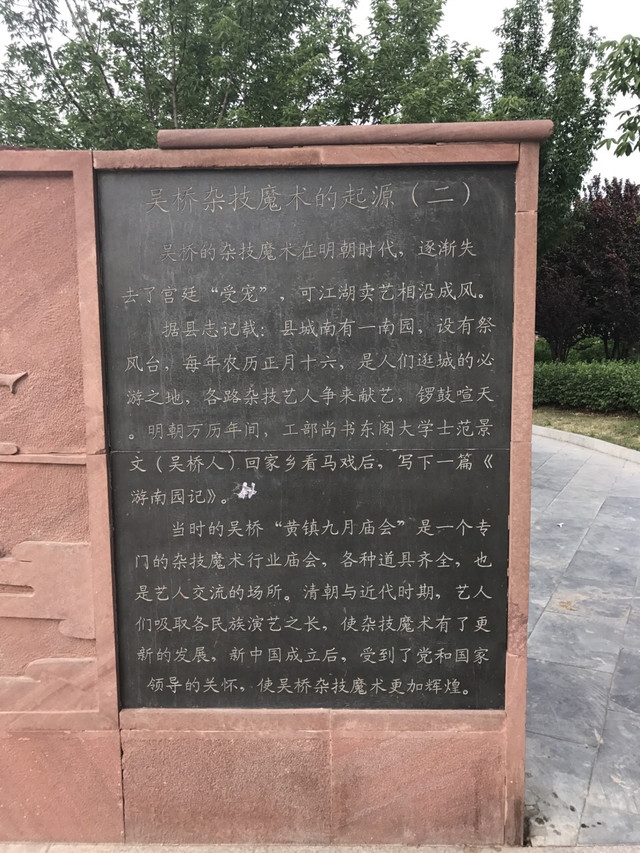 吴桥杂技魔术的起源（二）
吴桥的杂技魔术在明朝时代，逐渐失
去了宫廷“受宠”，可江湖卖艺相沿成风。
据县志记载：县城南有一南园，设有祭
风台，每年农历正月十六，是人们逛城的必
游之地，各路杂技艺人争来献艺，锣鼓喧天
。明朝万历年间，工部尚书东阁大学士范景
文（吴桥人）回家乡看马戏后，写下一篇《
游南园记》。
当时的吴桥“黄镇九月庙会”是一个专
门的杂技魔术行业庙会，各种道具齐全，也
是艺人交流的场所。清朝与近代时期，艺人
们吸取各民族演艺之长，使杂技魔术有了更
新的发展，新中国成立后，受到了党和国家
领导的关怀，使吴桥杂技魔术更加辉煌。